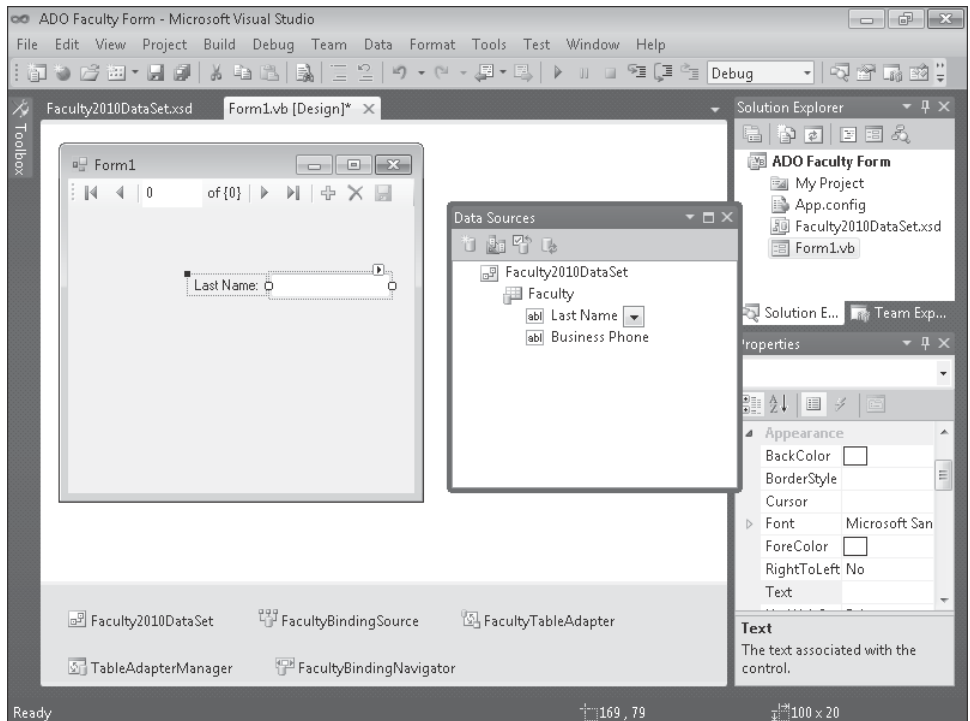 ADO Faculty Form - Microsoft Visual Studio
File Edit View Project Build Debug Team Data Format Tools Test Window Help
Debug
Toolbox
Faculty2010DataSet.xsd Form1.vb [Design]*
Form1
0 of {0}
Last Name:
Data Sources
Faculty2010DataSet
Faculty
abl Last Name
abl Business Phone
Solution Explorer
ADO Faculty Form
My Project
App.config
Faculty2010DataSet.xsd
Form1.vb
Solution E... Team Exp...
Properties
Appearance
BackColor
BorderStyle
Cursor
Font Microsoft San
ForeColor
RightToLeft No
Text
Text
The text associated with the
control.
Faculty2010DataSet FacultyBindingSource FacultyTableAdapter
TableAdapterManager FacultyBindingNavigator
Ready 169 , 79 100 x 20